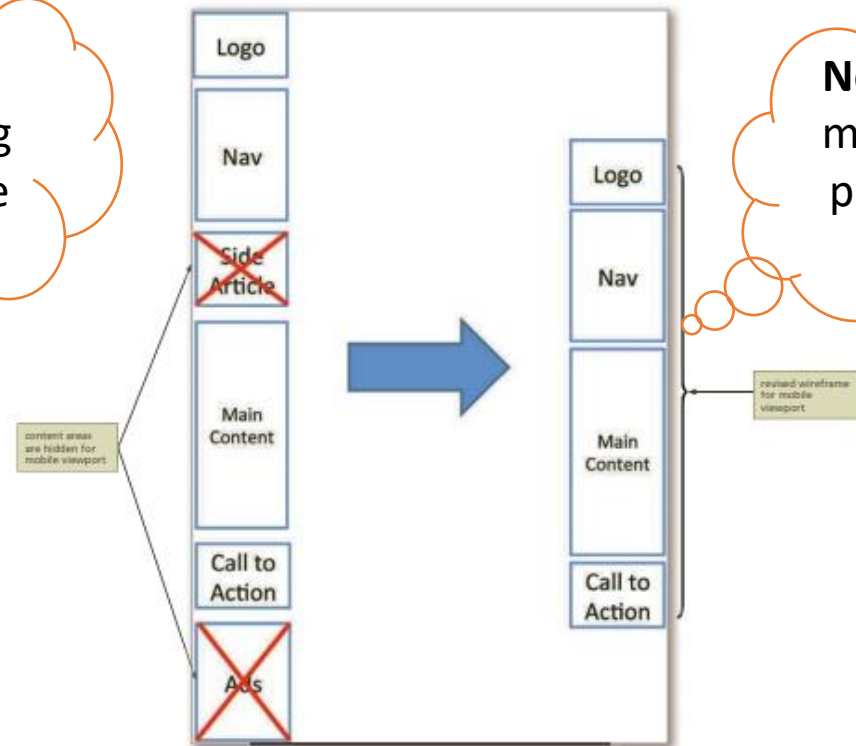 g
e
Logo
Nav
Side
Article
Main
Content
Call to
Action
Ads
content areas
are hidden for
mobile viewport
Logo
Nav
Main
Content
Call to
Action
revised wireframe
for mobile
viewport
m
p